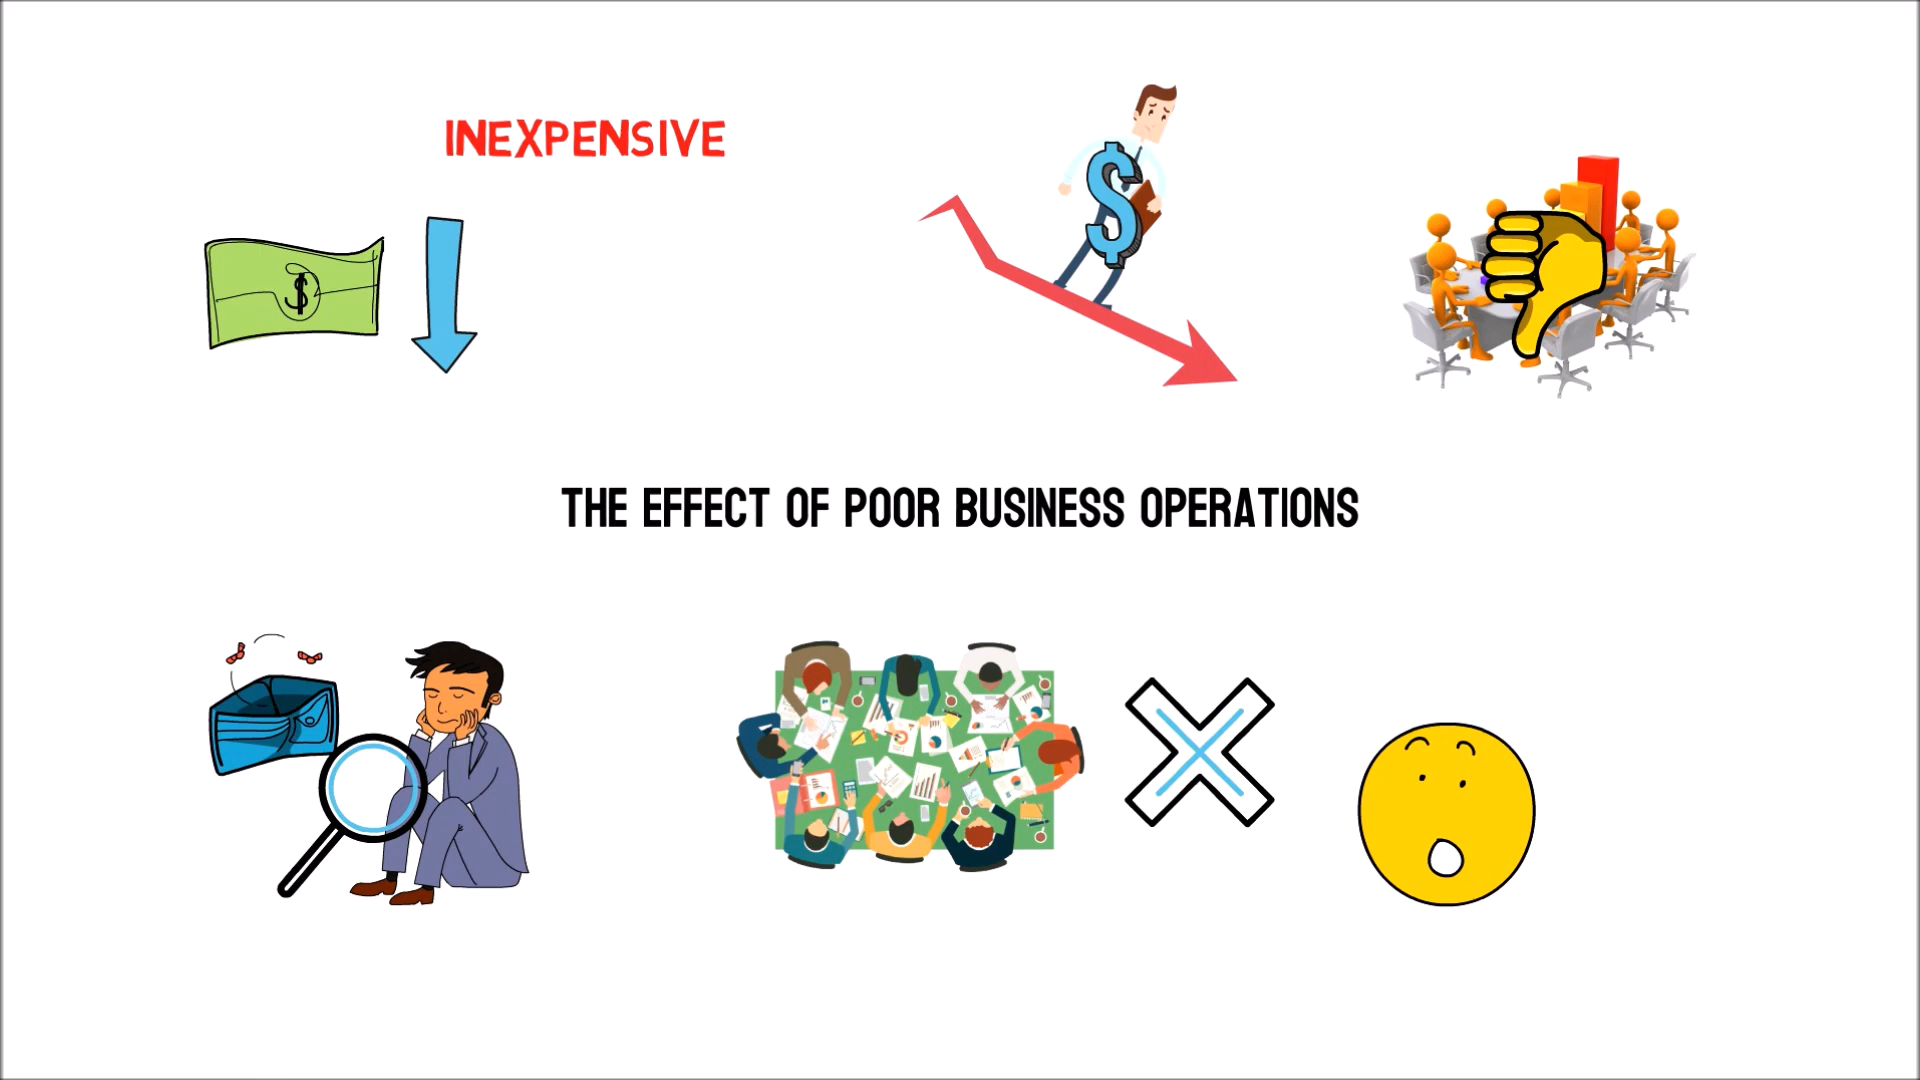 INEXPENSIVE
$
$
THE EFFECT OF POOR BUSINESS OPERATIONS